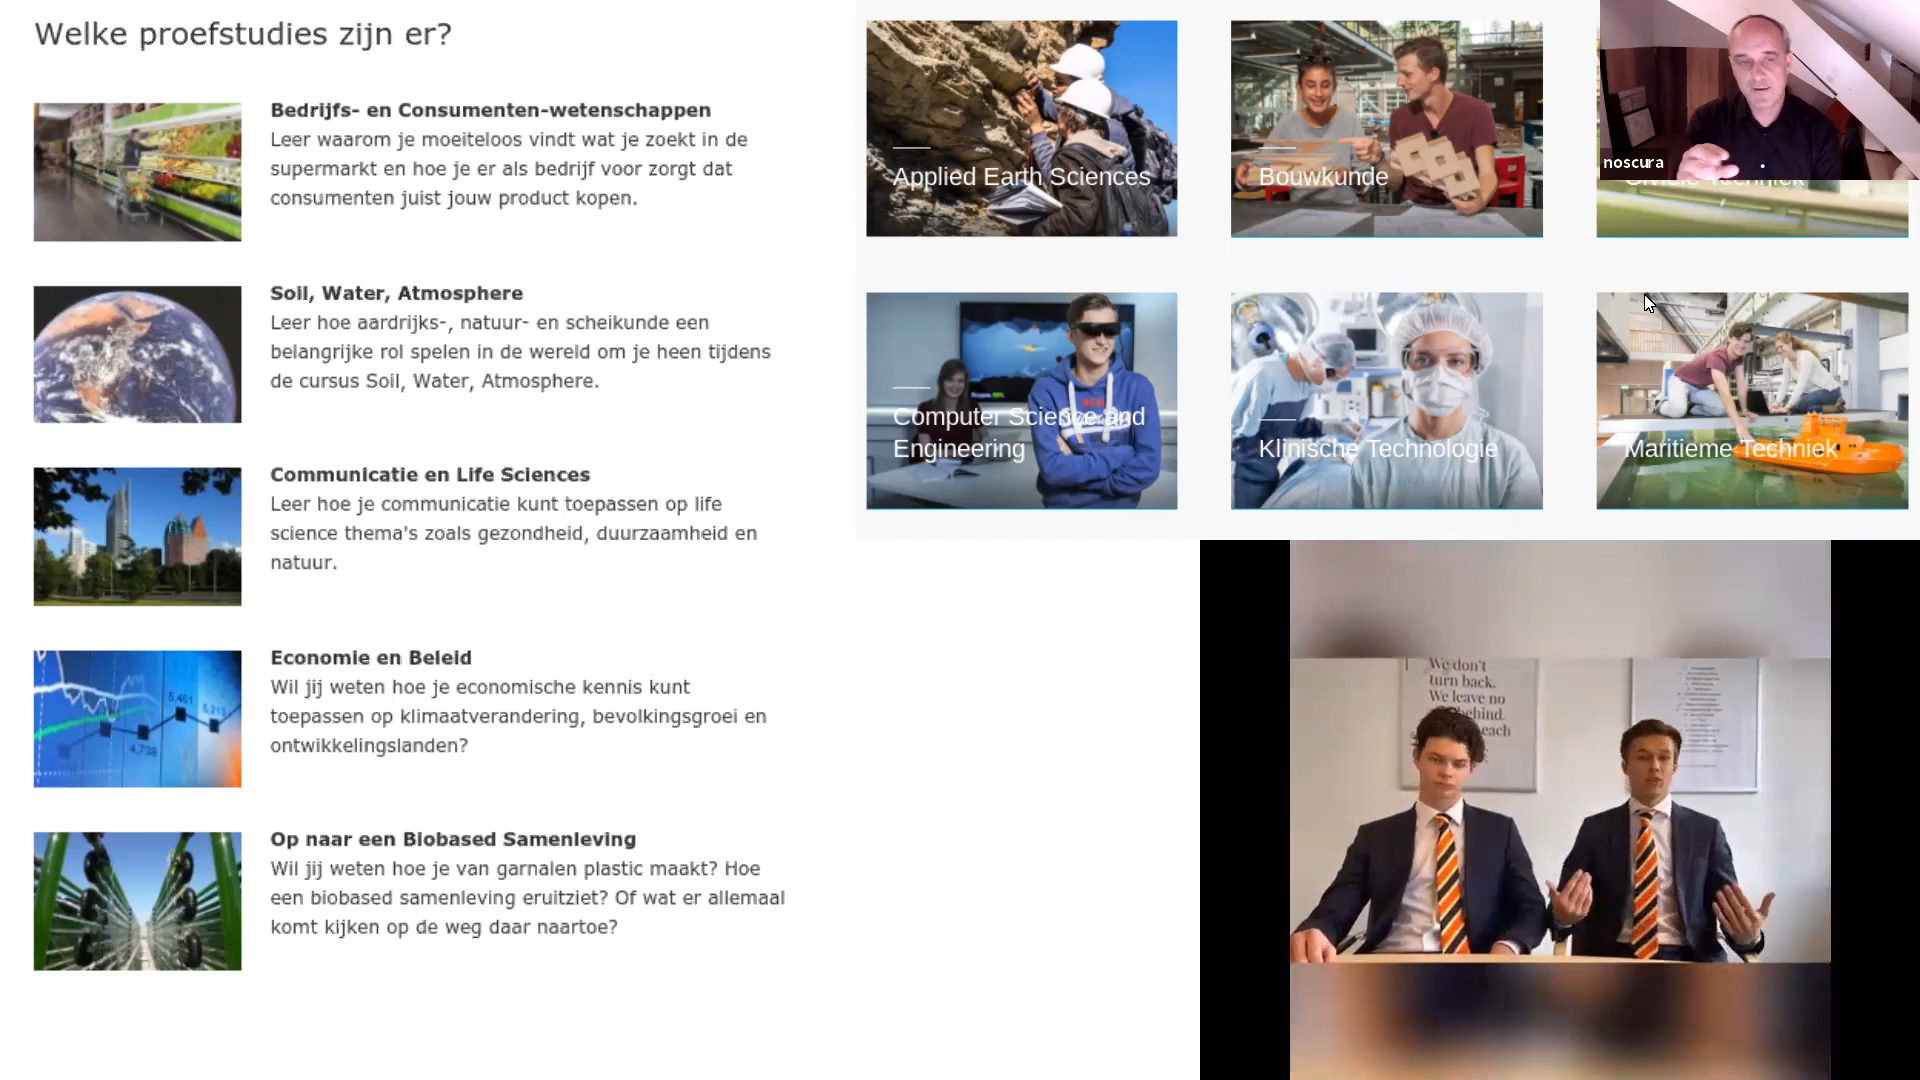 Welke proefstudies zijn er?
Bedrijfs- en Consumenten-wetenschappen
Leer waarom je moeiteloos vindt wat je zoekt in de
supermarkt en hoe je er als bedrijf voor zorgt dat
consumenten juist jouw product kopen.
Soil, Water, Atmosphere
Leer hoe aardrijks-, natuur- en scheikunde een
belangrijke rol spelen in de wereld om je heen tijdens
de cursus Soil, Water, Atmosphere.
Communicatie en Life Sciences
Leer hoe je communicatie kunt toepassen op life
science thema's zoals gezondheid, duurzaamheid en
natuur.
Economie en Beleid
Wil jij weten hoe je economische kennis kunt
toepassen op klimaatverandering, bevolkingsgroei en
ontwikkelingslanden?
5,461
4,739
Op naar een Biobased Samenleving
Wil jij weten hoe je van garnalen plastic maakt? Hoe
een biobased samenleving eruitziet? Of wat er allemaal
komt kijken op de weg daar naartoe?
Applied Earth Sciences
Bouwkunde
noscura
Computer Science and
Engineering
Klinische Technologie
Maritieme Techniek
We don't
turn back.
We leave no
behind.
each